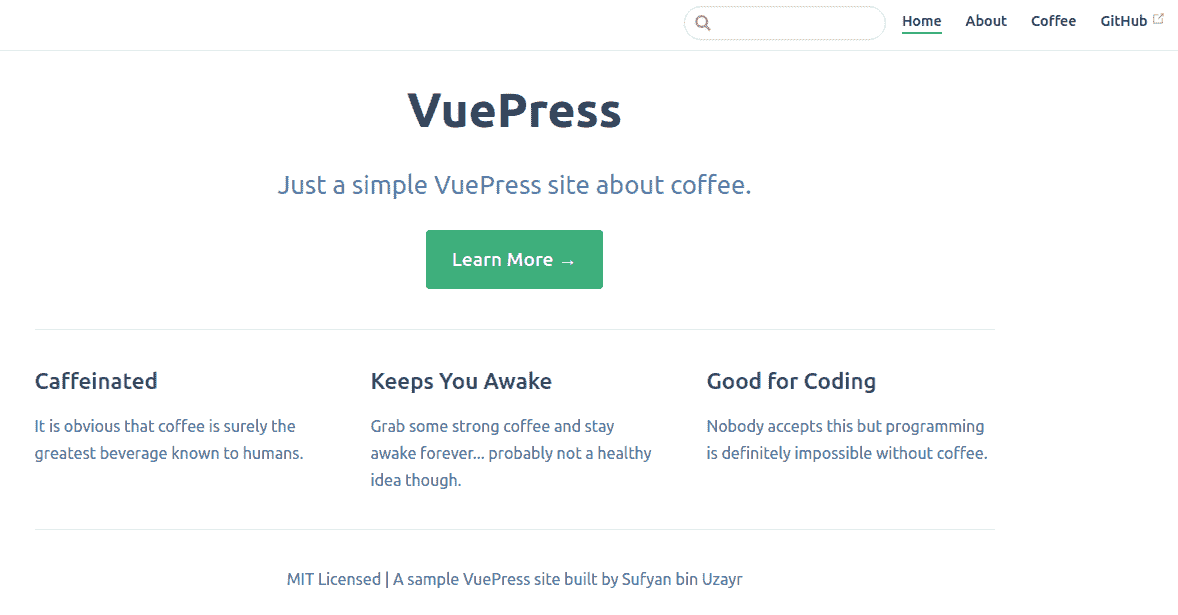 Home About Coffee GitHub
VuePress
Just a simple VuePress site about coffee.
Learn More →
Caffeinated
It is obvious that coffee is surely the
greatest beverage known to humans.
Keeps You Awake
Grab some strong coffee and stay
awake forever... probably not a healthy
idea though.
Good for Coding
Nobody accepts this but programming
is definitely impossible without coffee.
MIT Licensed | A sample VuePress site built by Sufyan bin Uzayr